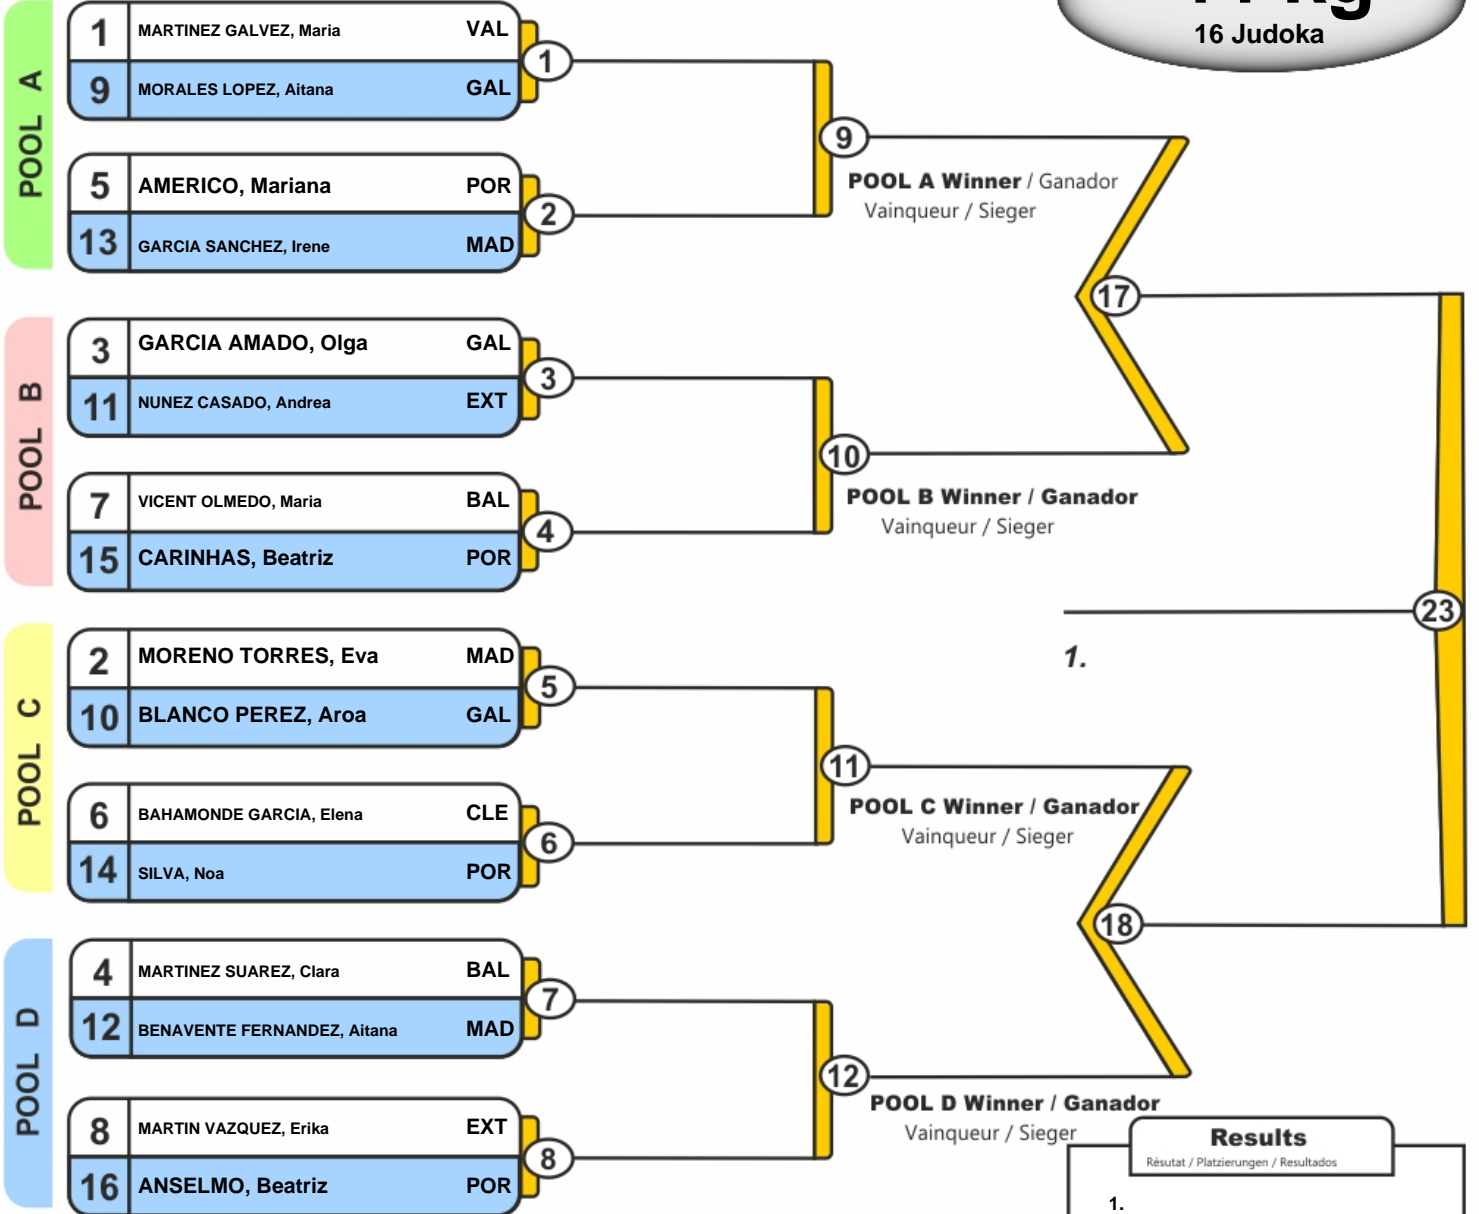 16 Judoka
POOL A
1 MARTINEZ GALVEZ, Maria VAL
9 MORALES LOPEZ, Aitana GAL
1
5 AMERICO, Mariana POR
13 GARCIA SANCHEZ, Irene MAD
2
9
POOL A Winner / Ganador
Vainqueur / Sieger
17
POOL B
3 GARCIA AMADO, Olga GAL
11 NUNEZ CASADO, Andrea EXT
3
7 VICENT OLMEDO, Maria BAL
15 CARINHAS, Beatriz POR
4
10
POOL B Winner / Ganador
Vainqueur / Sieger
23
1.
POOL C
2 MORENO TORRES, Eva MAD
10 BLANCO PEREZ, Aroa GAL
5
6 BAHAMONDE GARCIA, Elena CLE
14 SILVA, Noa POR
6
11
POOL C Winner / Ganador
Vainqueur / Sieger
18
POOL D
4 MARTINEZ SUAREZ, Clara BAL
12 BENAVENTE FERNANDEZ, Aitana MAD
7
8 MARTIN VAZQUEZ, Erika EXT
16 ANSELMO, Beatriz POR
8
12
POOL D Winner / Ganador
Vainqueur / Sieger
Results
Résutat / Platzierungen / Resultados
1.